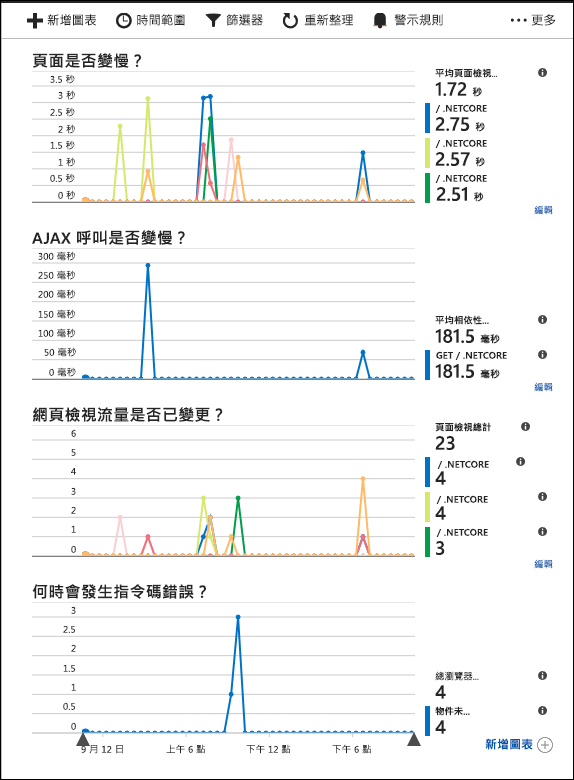 新增圖表 時間範圍 篩選器 重新整理 警示規則 ··· 更多
頁面是否變慢？
3.5 秒
3 秒
2.5 秒
2 秒
1.5 秒
1 秒
0.5 秒
0 秒
平均頁面檢視...
1.72 秒
/ .NETCORE
2.75 秒
/ .NETCORE
2.57 秒
/ .NETCORE
2.51 秒
編輯
AJAX 呼叫是否變慢？
300 毫秒
250 毫秒
200 毫秒
150 毫秒
100 毫秒
50 毫秒
0 毫秒
平均相依性...
181.5 毫秒
GET / .NETCORE
181.5 毫秒
編輯
網頁檢視流量是否已變更？
6
5
4
3
2
1
0
頁面檢視總計
23
/ .NETCORE
4
/ .NETCORE
4
/ .NETCORE
3
編輯
何時會發生指令碼錯誤？
3
2.5
2
1.5
1
0.5
0
9 月 12 日 上午 6 點 下午 12 點 下午 6 點
總瀏覽器...
4
物件未...
4
新增圖表